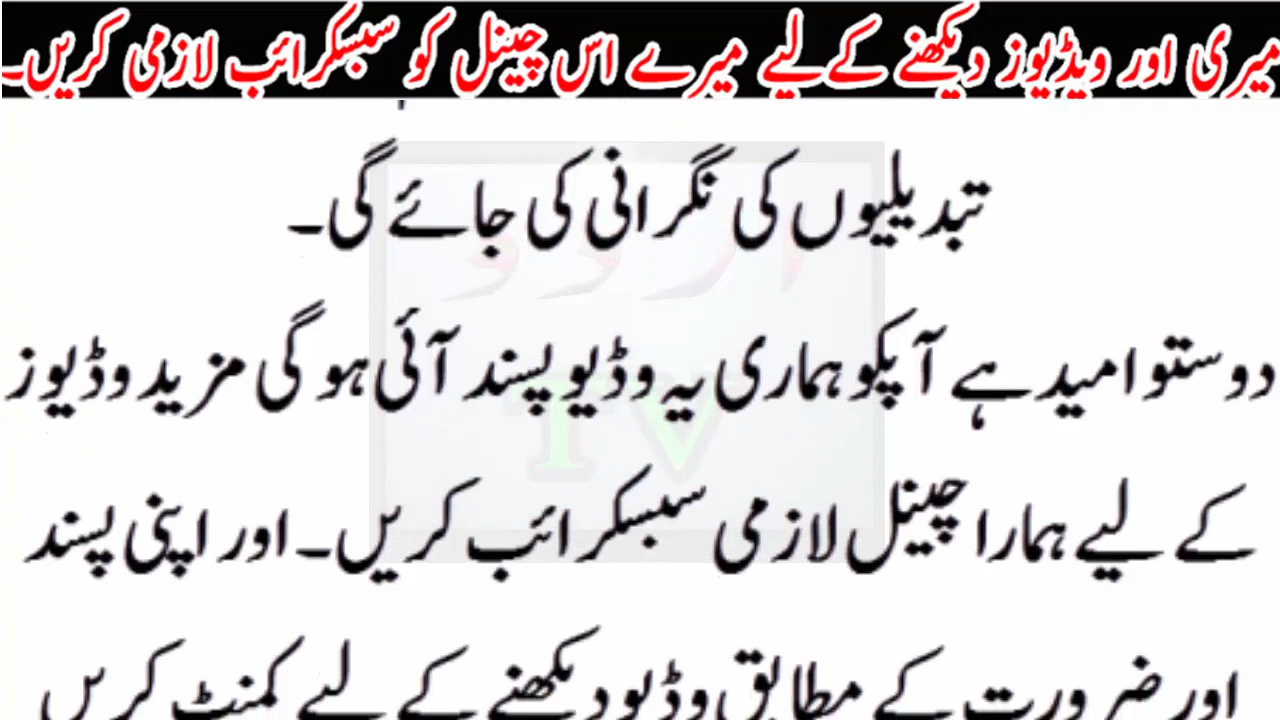 میری اور ویڈیوز دیکھنے کے لیے میرے اس چینل کو سبسکرائب لازمی کریں۔
تبدیلیوں کی نگرانی کی جائے گی۔
اردو
دوستو امید ہے آپکو ہماری یہ وڈیو پسند آئی ہو گی مزید وڈیوز
TV
کے لیے ہمارا چینل لازمی سبسکرائب کریں۔ اور اپنی پسند
اور ضرورت کے مطابق وڈیو دیکھنے کے لیے کمنٹ کریں